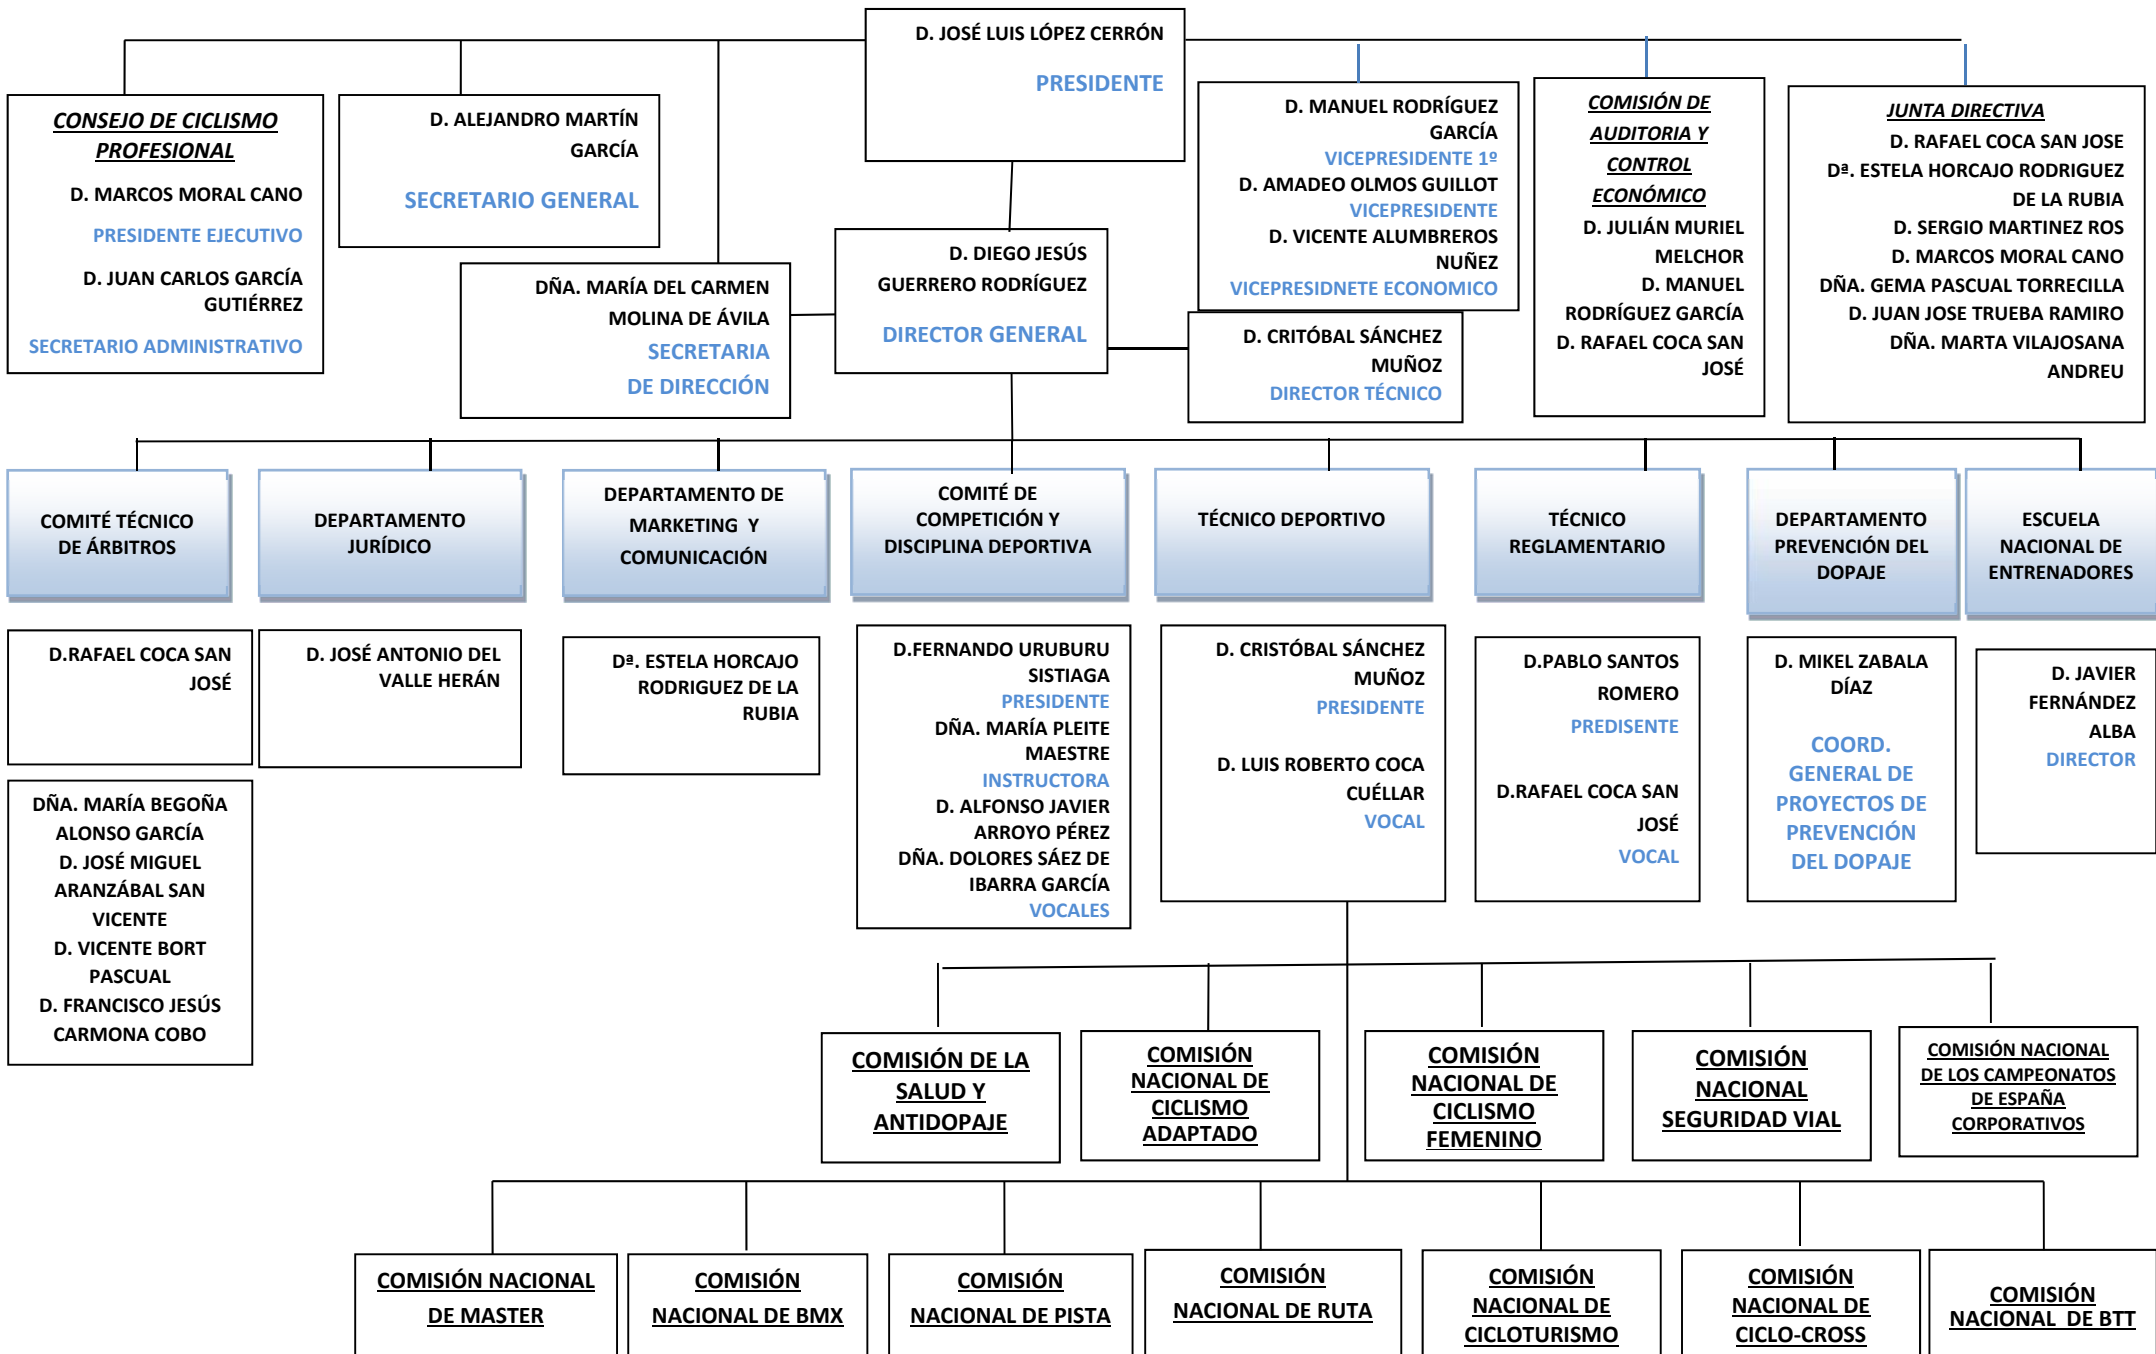 D. JOSÉ LUIS LÓPEZ CERRÓN
PRESIDENTE
CONSEJO DE CICLISMO
PROFESIONAL
D. MARCOS MORAL CANO
PRESIDENTE EJECUTIVO
D. JUAN CARLOS GARCÍA
GUTIÉRREZ
SECRETARIO ADMINISTRATIVO
D. ALEJANDRO MARTÍN
GARCÍA
SECRETARIO GENERAL
DÑA. MARÍA DEL CARMEN
MOLINA DE ÁVILA
SECRETARIA
DE DIRECCIÓN
D. DIEGO JESÚS
GUERRERO RODRÍGUEZ
DIRECTOR GENERAL
D. MANUEL RODRÍGUEZ
GARCÍA
VICEPRESIDENTE 1º
D. AMADEO OLMOS GUILLOT
VICEPRESIDENTE
D. VICENTE ALUMBREROS
NUÑEZ
VICEPRESIDNETE ECONOMICO
D. CRITÓBAL SÁNCHEZ
MUÑOZ
DIRECTOR TÉCNICO
COMISIÓN DE
AUDITORIA Y
CONTROL
ECONÓMICO
D. JULIÁN MURIEL
MELCHOR
D. MANUEL
RODRÍGUEZ GARCÍA
D. RAFAEL COCA SAN
JOSÉ
JUNTA DIRECTIVA
D. RAFAEL COCA SAN JOSE
Dª. ESTELA HORCAJO RODRIGUEZ
DE LA RUBIA
D. SERGIO MARTINEZ ROS
D. MARCOS MORAL CANO
DÑA. GEMA PASCUAL TORRECILLA
D. JUAN JOSE TRUEBA RAMIRO
DÑA. MARTA VILAJOSANA
ANDREU
COMITÉ TÉCNICO
DE ÁRBITROS
DEPARTAMENTO
JURÍDICO
DEPARTAMENTO DE
MARKETING Y
COMUNICACIÓN
COMITÉ DE
COMPETICIÓN Y
DISCIPLINA DEPORTIVA
TÉCNICO DEPORTIVO
TÉCNICO
REGLAMENTARIO
DEPARTAMENTO
PREVENCIÓN DEL
DOPAJE
ESCUELA
NACIONAL DE
ENTRENADORES
D.RAFAEL COCA SAN
JOSÉ
D. JOSÉ ANTONIO DEL
VALLE HERÁN
Dª. ESTELA HORCAJO
RODRIGUEZ DE LA
RUBIA
D.FERNANDO URUBURU
SISTIAGA
PRESIDENTE
DÑA. MARÍA PLEITE
MAESTRE
INSTRUCTORA
D. ALFONSO JAVIER
ARROYO PÉREZ
DÑA. DOLORES SÁEZ DE
IBARRA GARCÍA
VOCALES
D. CRISTÓBAL SÁNCHEZ
MUÑOZ
PRESIDENTE
D. LUIS ROBERTO COCA
CUÉLLAR
VOCAL
D.PABLO SANTOS
ROMERO
PREDISENTE
D.RAFAEL COCA SAN
JOSÉ
VOCAL
D. MIKEL ZABALA
DÍAZ
COORD.
GENERAL DE
PROYECTOS DE
PREVENCIÓN
DEL DOPAJE
D. JAVIER
FERNÁNDEZ
ALBA
DIRECTOR
DÑA. MARÍA BEGOÑA
ALONSO GARCÍA
D. JOSÉ MIGUEL
ARANZÁBAL SAN
VICENTE
D. VICENTE BORT
PASCUAL
D. FRANCISCO JESÚS
CARMONA COBO
COMISIÓN DE LA
SALUD Y
ANTIDOPAJE
COMISIÓN
NACIONAL DE
CICLISMO
ADAPTADO
COMISIÓN
NACIONAL DE
CICLISMO
FEMENINO
COMISIÓN
NACIONAL
SEGURIDAD VIAL
COMISIÓN NACIONAL
DE LOS CAMPEONATOS
DE ESPAÑA
CORPORATIVOS
COMISIÓN NACIONAL
DE MASTER
COMISIÓN
NACIONAL DE BMX
COMISIÓN
NACIONAL DE PISTA
COMISIÓN
NACIONAL DE RUTA
COMISIÓN
NACIONAL DE
CICLOTURISMO
COMISIÓN
NACIONAL DE
CICLO-CROSS
COMISIÓN
NACIONAL DE BTT